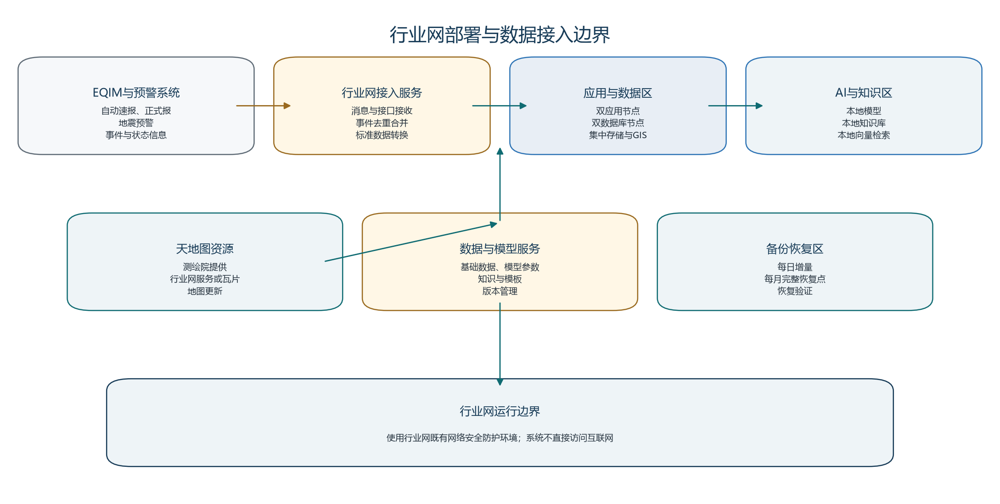 行业网部署与数据接入边界
EQIM与预警系统
自动速报、正式报
地震预警
事件与状态信息
行业网接入服务
消息与接口接收
事件去重合并
标准数据转换
应用与数据区
双应用节点
双数据库节点
集中存储与GIS
AI与知识区
本地模型
本地知识库
本地向量检索
天地图资源
测绘院提供
行业网服务或瓦片
地图更新
数据与模型服务
基础数据、模型参数
知识与模板
版本管理
备份恢复区
每日增量
每月完整恢复点
恢复验证
行业网运行边界
使用行业网既有网络安全防护环境；系统不直接访问互联网